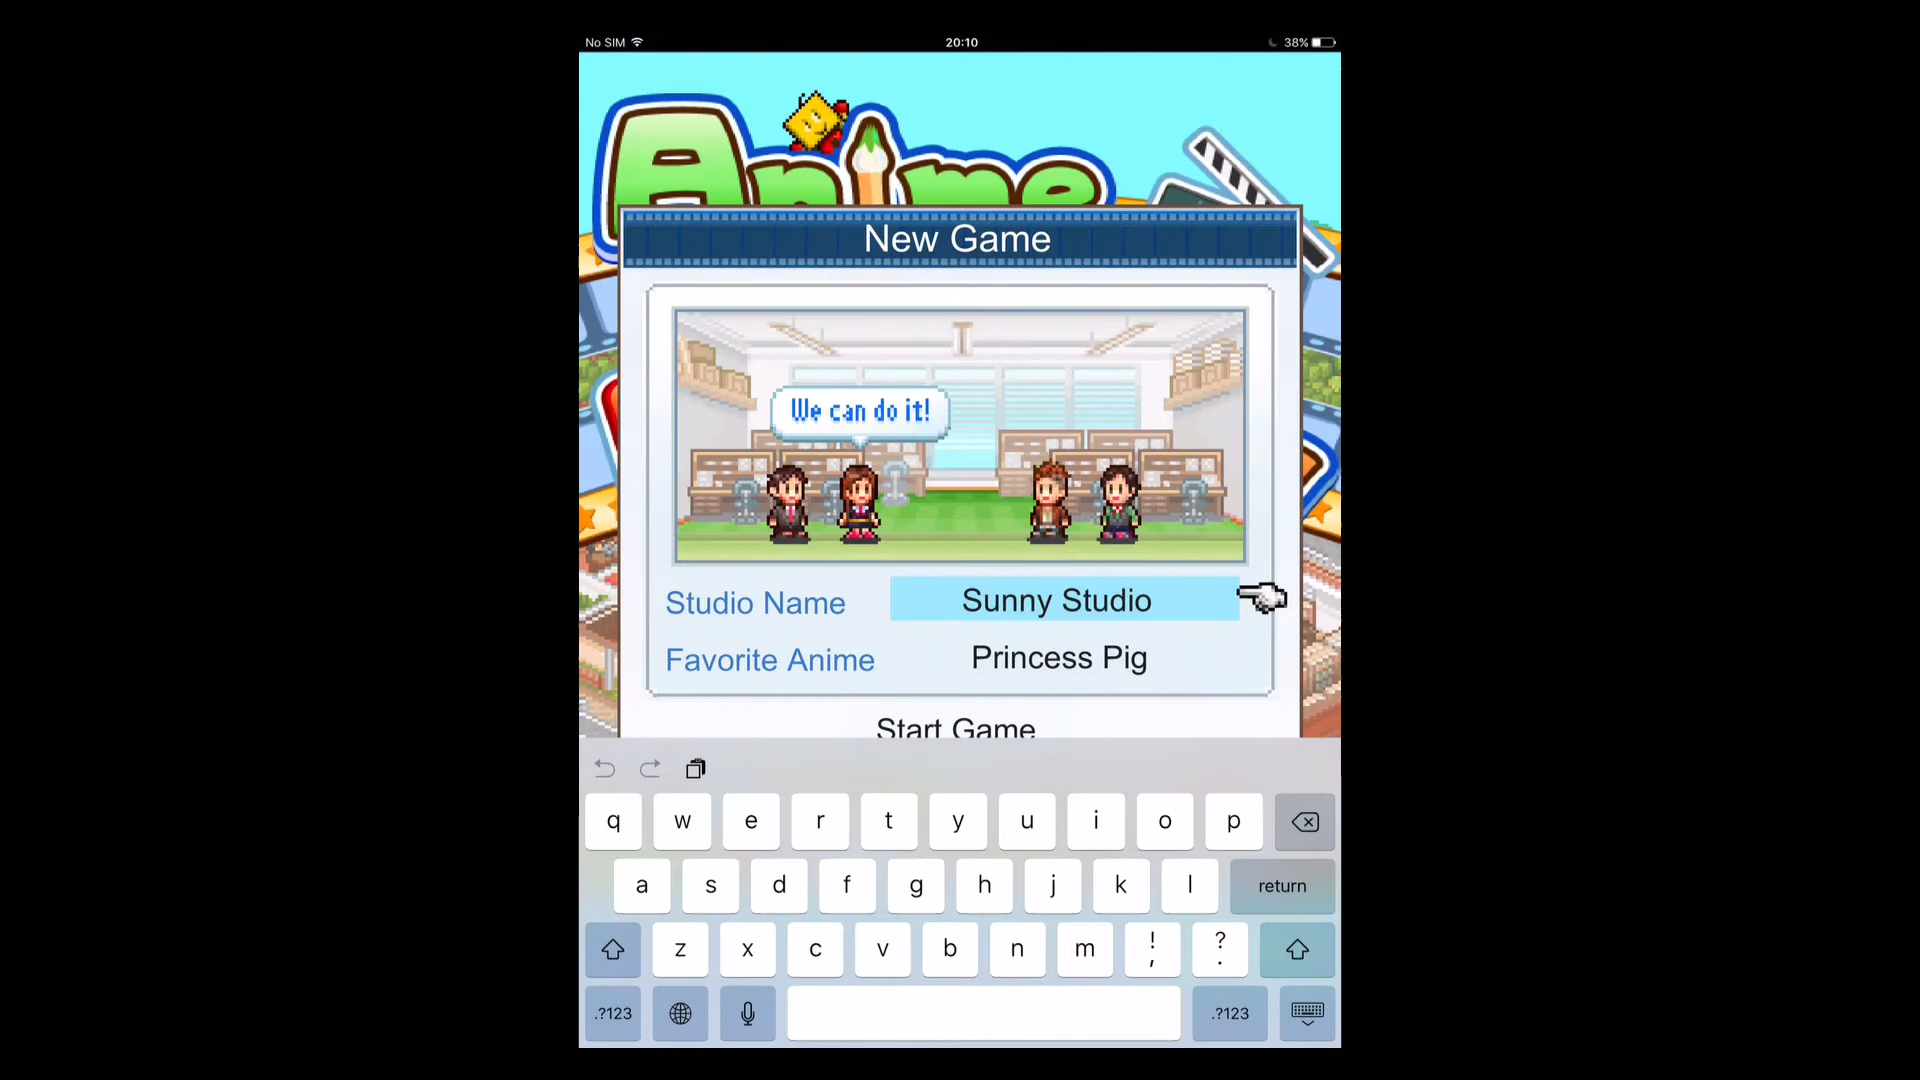 No SIM
20:10
38%
Anime
New Game
We can do it!
Studio Name
Sunny Studio
Favorite Anime
Princess Pig
Start Game
q w e r t y u i o p
a s d f g h j k l return
z x c v b n m ! , ? .
.?123
.?123